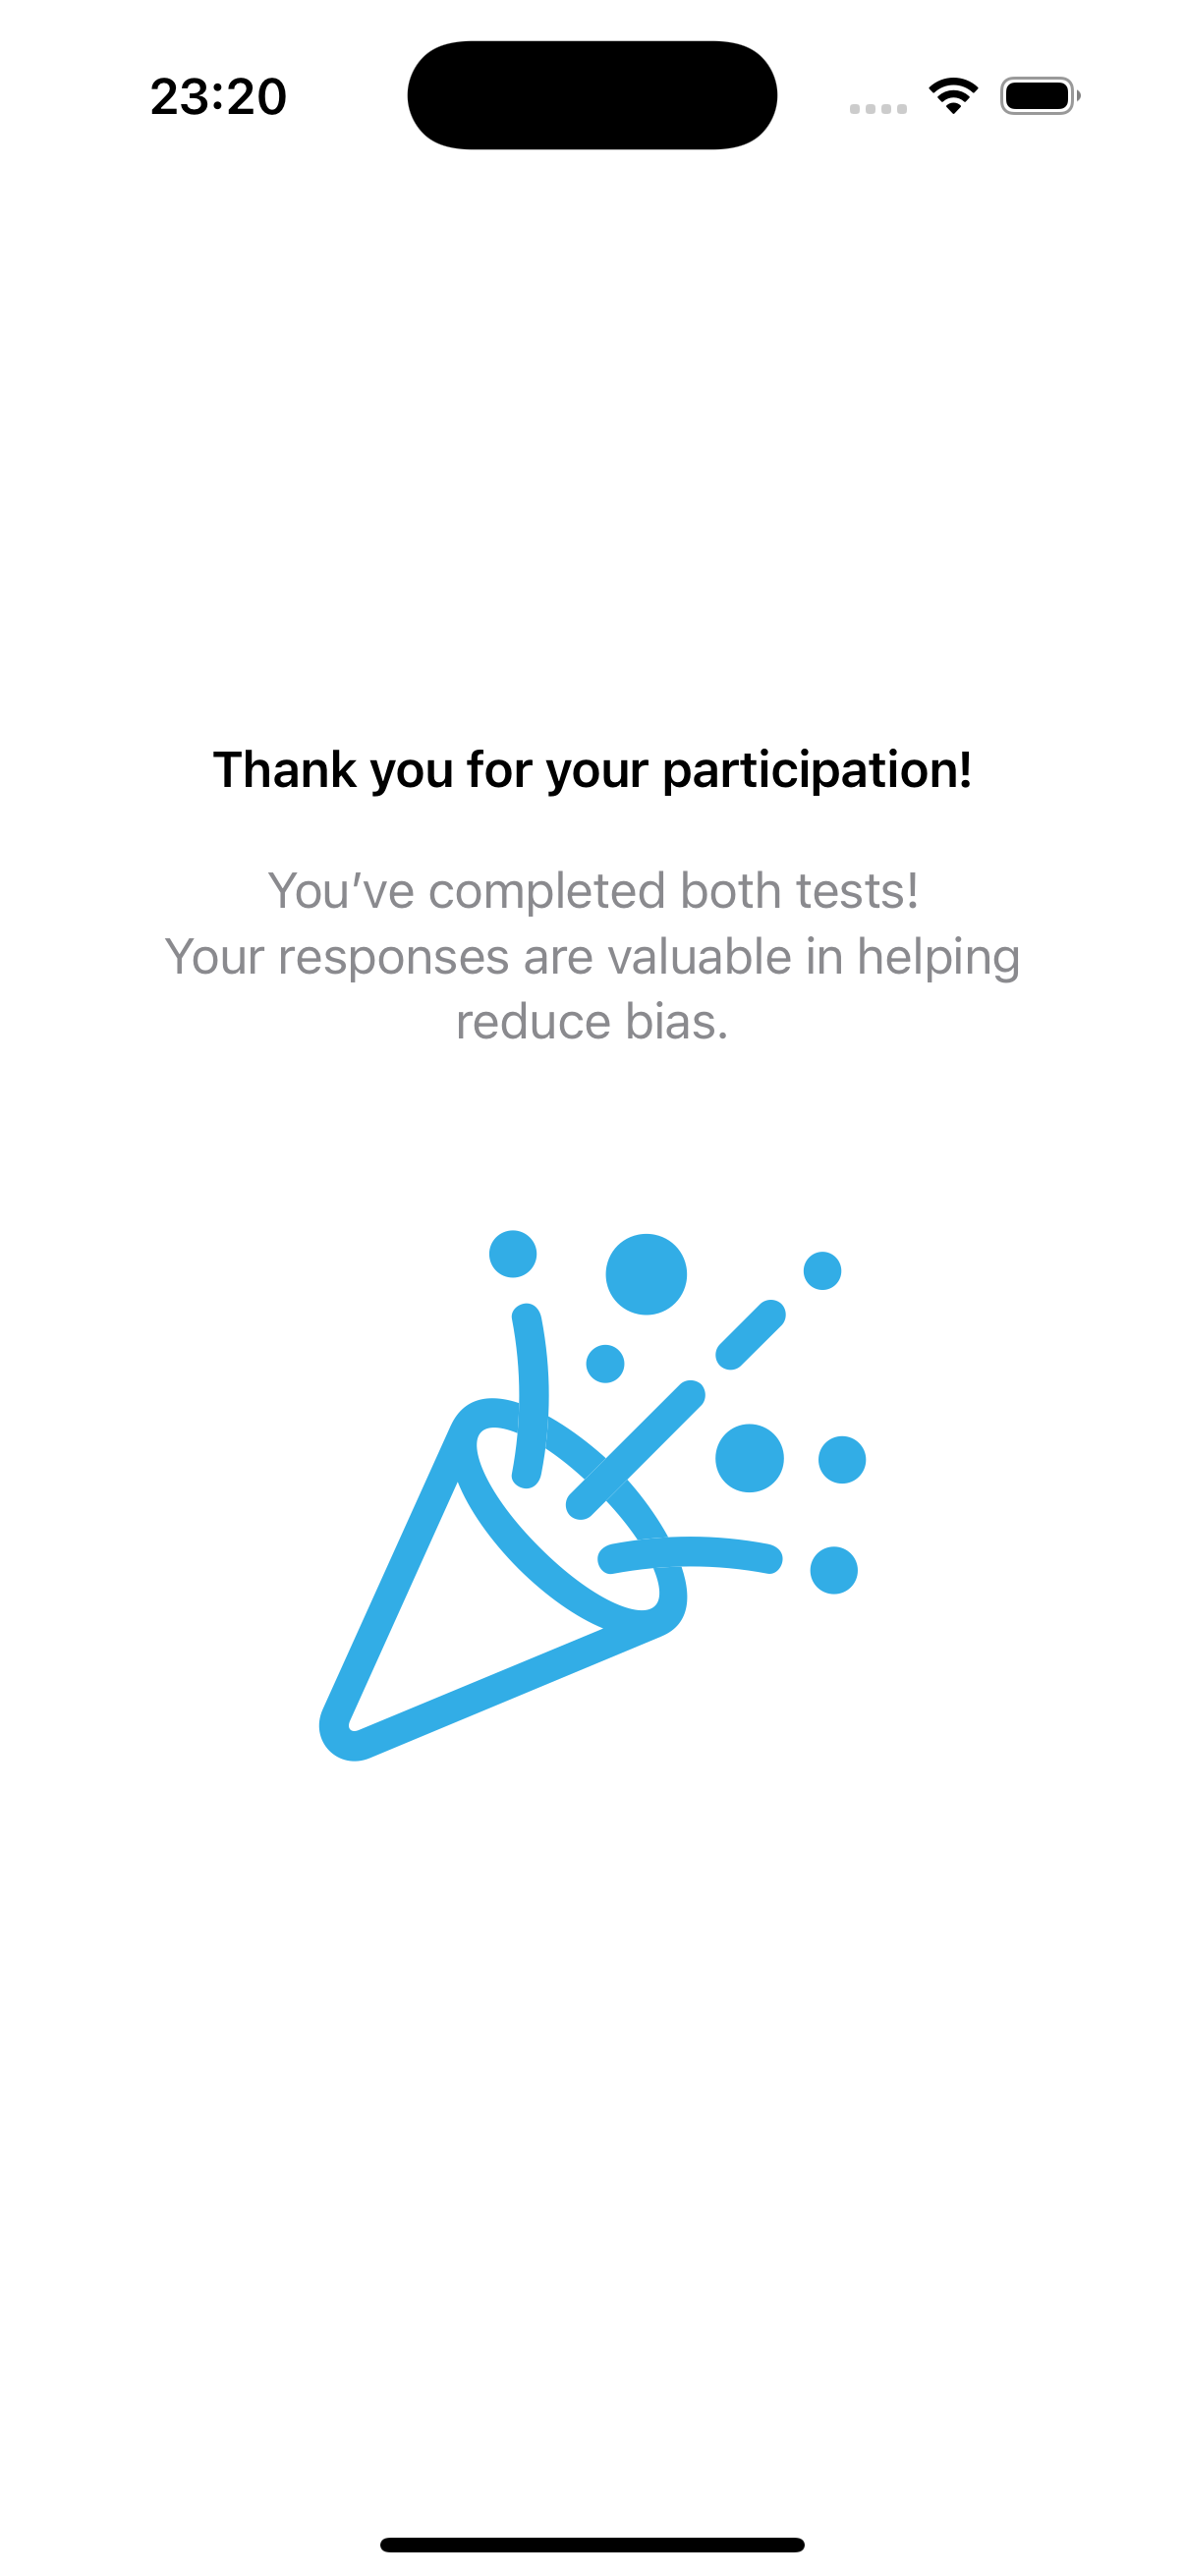 23:20
Thank you for your participation!
You’ve completed both tests!
Your responses are valuable in helping
reduce bias.